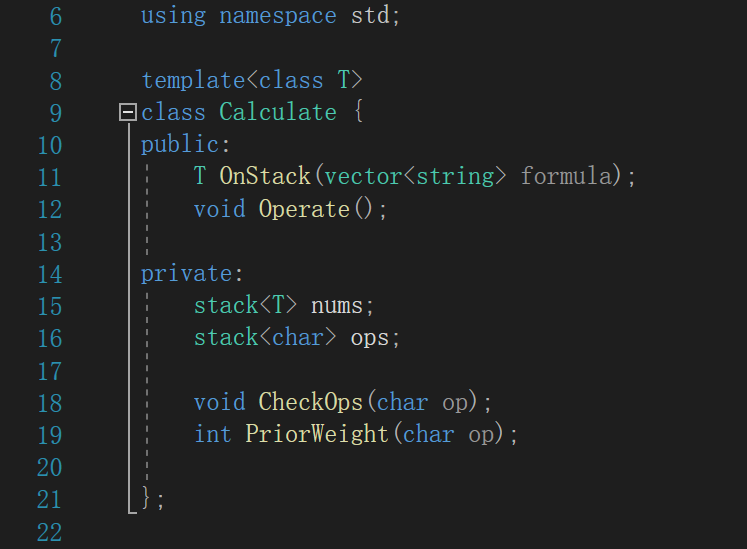 6 using namespace std;
7
8 template<class T>
9 class Calculate {
10 public:
11 T OnStack(vector<string> formula);
12 void Operate();
13
14 private:
15 stack<T> nums;
16 stack<char> ops;
17
18 void CheckOps(char op);
19 int PriorWeight(char op);
20
21 };
22